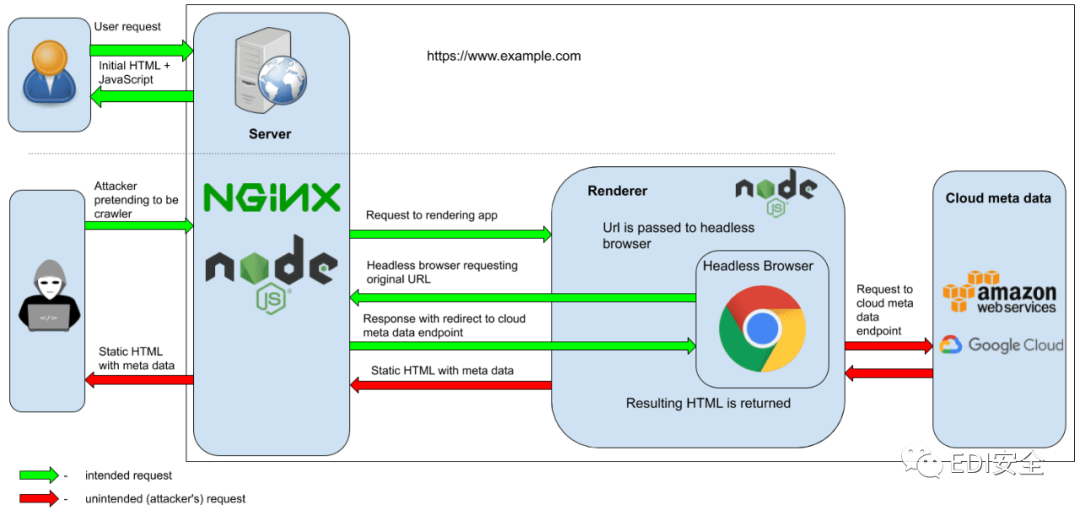 User request
Initial HTML +
JavaScript
Server
https://www.example.com
Attacker
pretending to be
crawler
NGiNX
node
JS
Request to rendering app
Headless browser requesting
original URL
Response with redirect to cloud
meta data endpoint
Static HTML with meta data
Static HTML
with meta data
Renderer
node
JS
Url is passed to headless
browser
Headless Browser
Resulting HTML is returned
Request to
cloud meta
data
endpoint
Cloud meta data
amazon
webservices
Google Cloud
- intended request
- unintended (attacker's) request
EDI安全